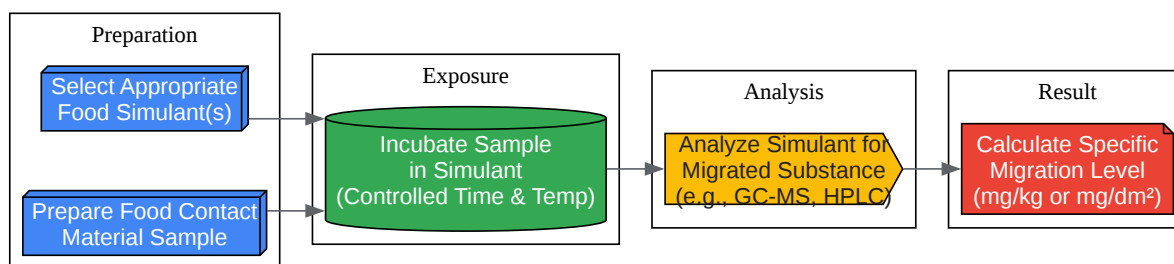 Preparation
Select Appropriate
Food Simulant(s)
Prepare Food Contact
Material Sample
Exposure
Incubate Sample
in Simulant
(Controlled Time & Temp)
Analysis
Analyze Simulant for
Migrated Substance
(e.g., GC-MS, HPLC)
Result
Calculate Specific
Migration Level
(mg/kg or mg/dm²)